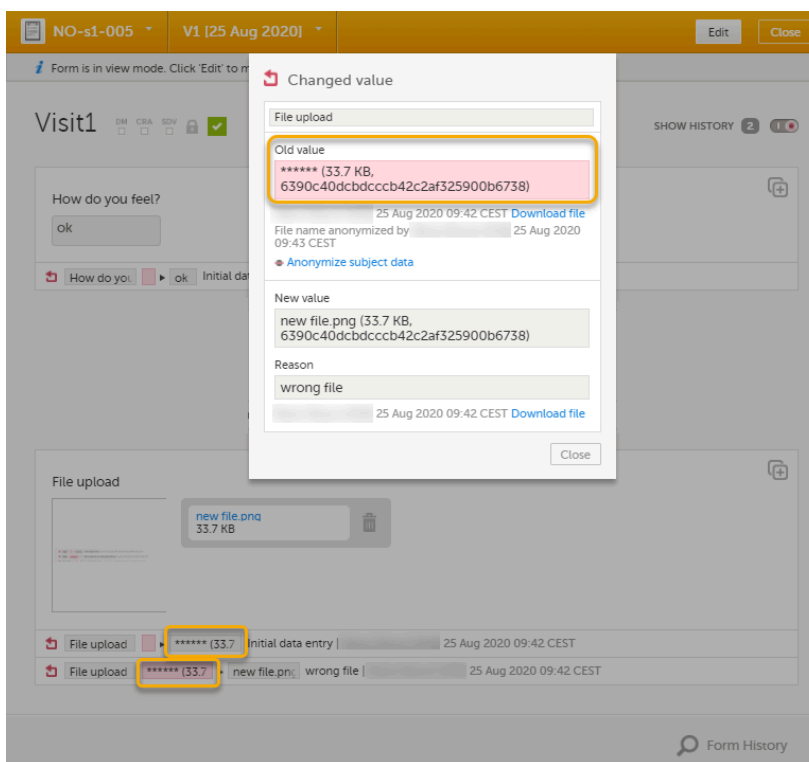 NO-s1-005
V1 [25 Aug 2020]
Edit
Close
i Form is in view mode. Click 'Edit' to m
Visit1
DM CRA SDV
SHOW HISTORY 2
How do you feel?
ok
How do you ok Initial dat
Changed value
File upload
Old value
****** (33.7 KB,
6390c40dcbdcccb42c2af325900b6738)
25 Aug 2020 09:42 CEST Download file
File name anonymized by 25 Aug 2020
09:43 CEST
Anonymize subject data
New value
new file.png (33.7 KB,
6390c40dcbdcccb42c2af325900b6738)
Reason
wrong file
25 Aug 2020 09:42 CEST Download file
Close
File upload
new file.png
33.7 KB
File upload ****** (33.7 Initial data entry | 25 Aug 2020 09:42 CEST
File upload ****** (33.7 new file.png wrong file | 25 Aug 2020 09:42 CEST
Form History